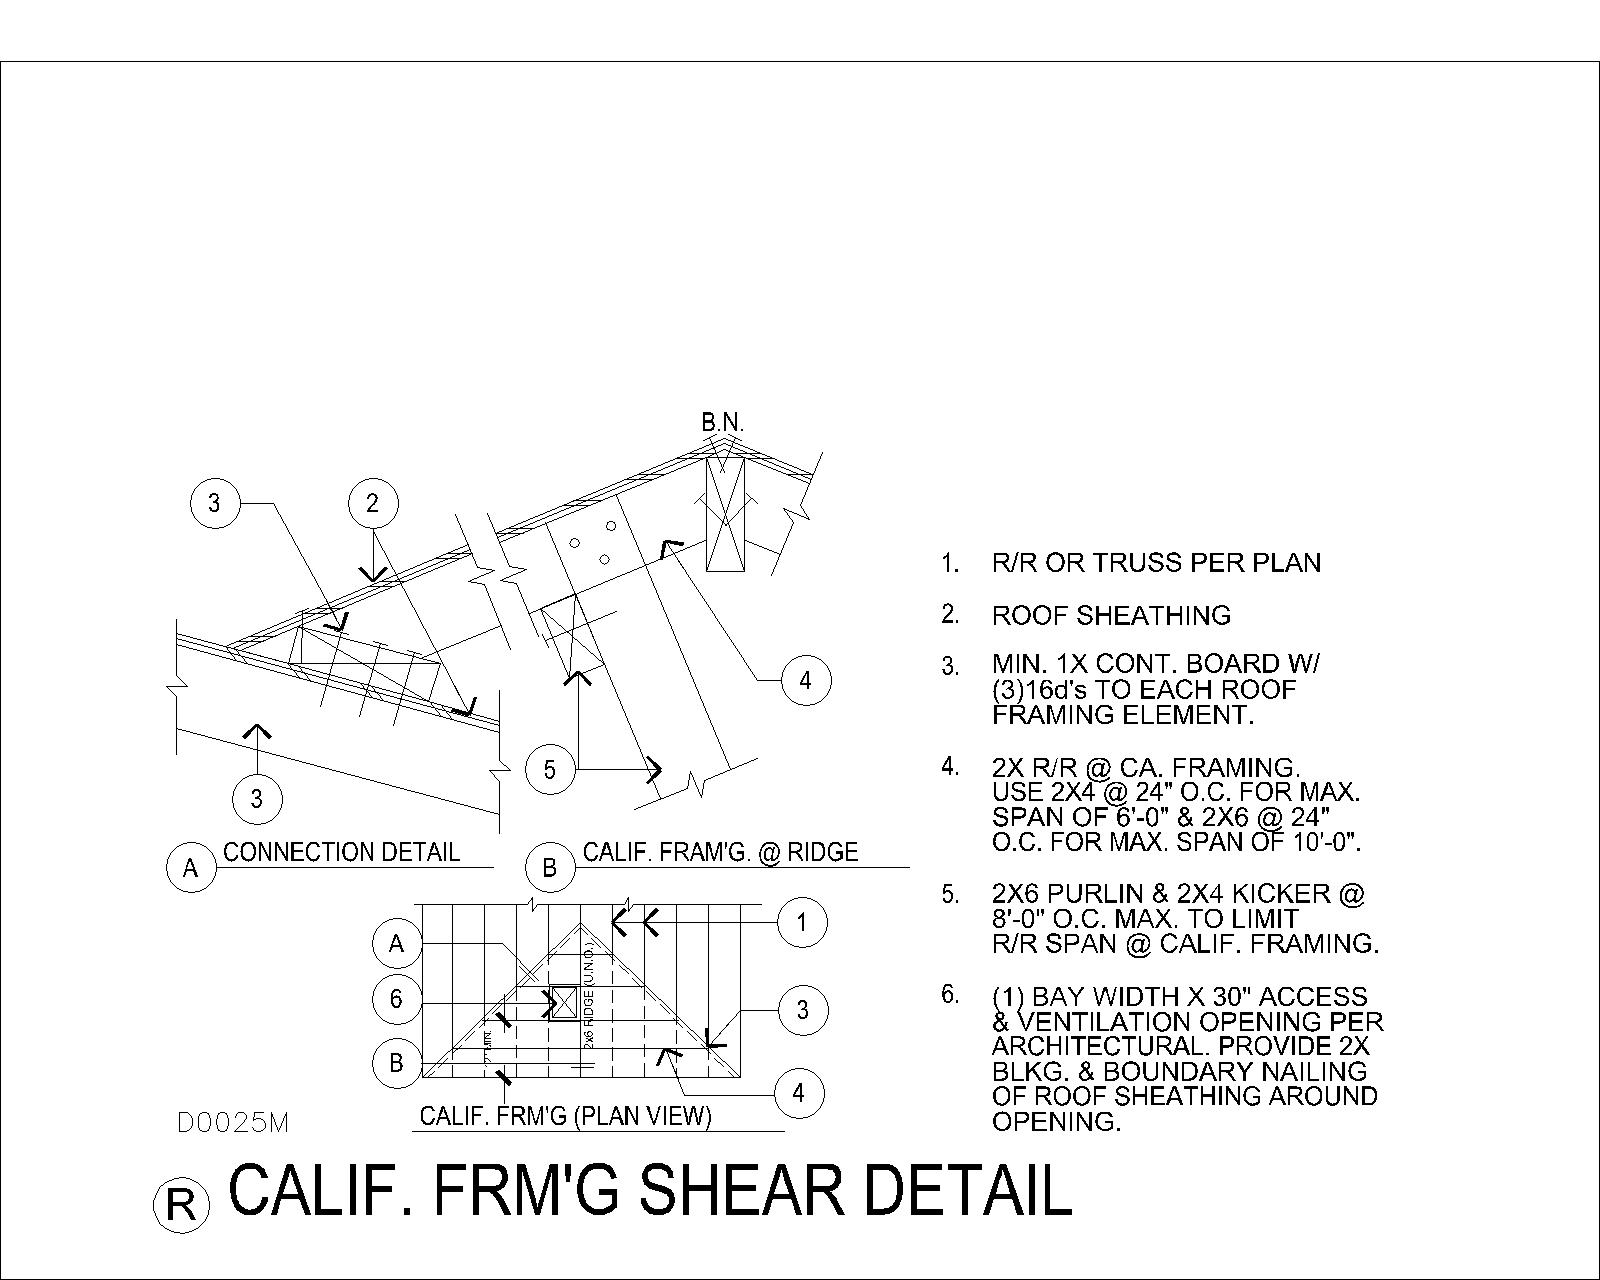 B.N.
3
2
4
5
3
A CONNECTION DETAIL
B CALIF. FRAM'G. @ RIDGE
1. R/R OR TRUSS PER PLAN
2. ROOF SHEATHING
3. MIN. 1X CONT. BOARD W/
(3)16d's TO EACH ROOF
FRAMING ELEMENT.
4. 2X R/R @ CA. FRAMING.
USE 2X4 @ 24" O.C. FOR MAX.
SPAN OF 6'-0" & 2X6 @ 24"
O.C. FOR MAX. SPAN OF 10'-0".
5. 2X6 PURLIN & 2X4 KICKER @
8'-0" O.C. MAX. TO LIMIT
R/R SPAN @ CALIF. FRAMING.
6. (1) BAY WIDTH X 30" ACCESS
& VENTILATION OPENING PER
ARCHITECTURAL. PROVIDE 2X
BLKG. & BOUNDARY NAILING
OF ROOF SHEATHING AROUND
OPENING.
A
6
B
1
3
4
2x6 RIDGE (U.N.O.)
MIN.
CALIF. FRM'G (PLAN VIEW)
D0025M
R CALIF. FRM'G SHEAR DETAIL